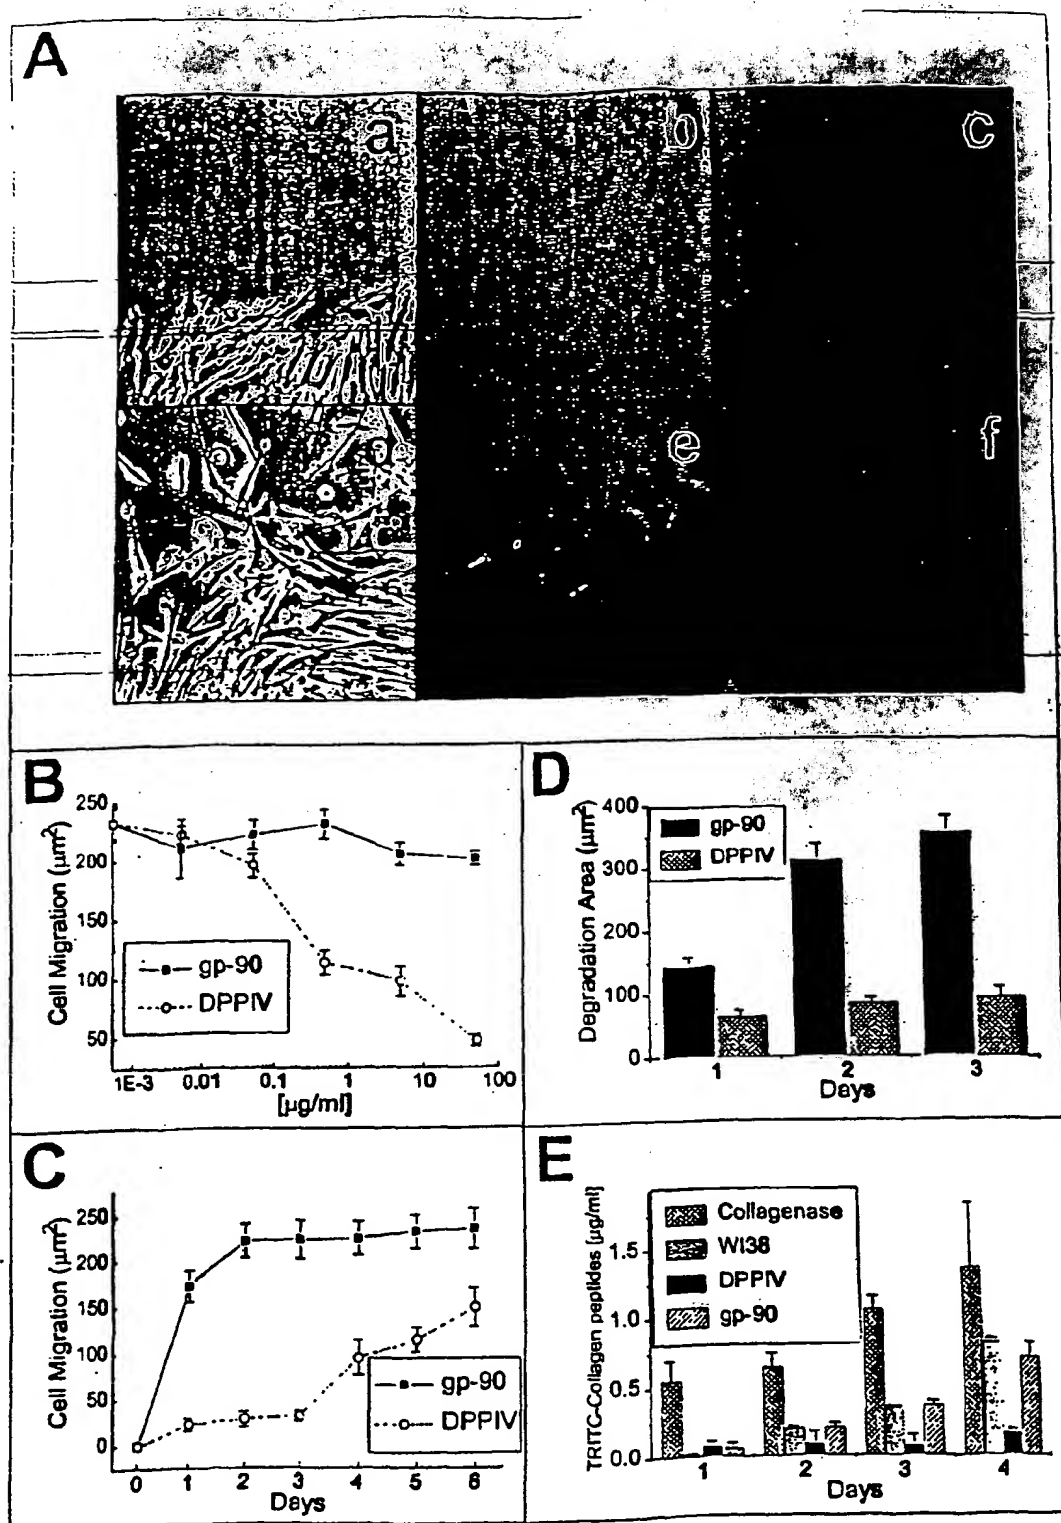 A
a
b
c
e
f
B
Cell Migration (µm²)
250
200
150
100
50
gp-90
DPPIV
1E-3 0.01 0.1 1 10 100
[µg/ml]
D
Degradation Area (µm²)
400
300
200
100
0
gp-90
DPPIV
1 2 3
Days
C
Cell Migration (µm²)
250
200
150
100
50
0
gp-90
DPPIV
0 1 2 3 4 5 6
Days
E
TRITC-Collagen peptides [µg/ml]
1.5
1.0
0.5
0.0
Collagenase
WI38
DPPIV
gp-90
1 2 3 4
Days